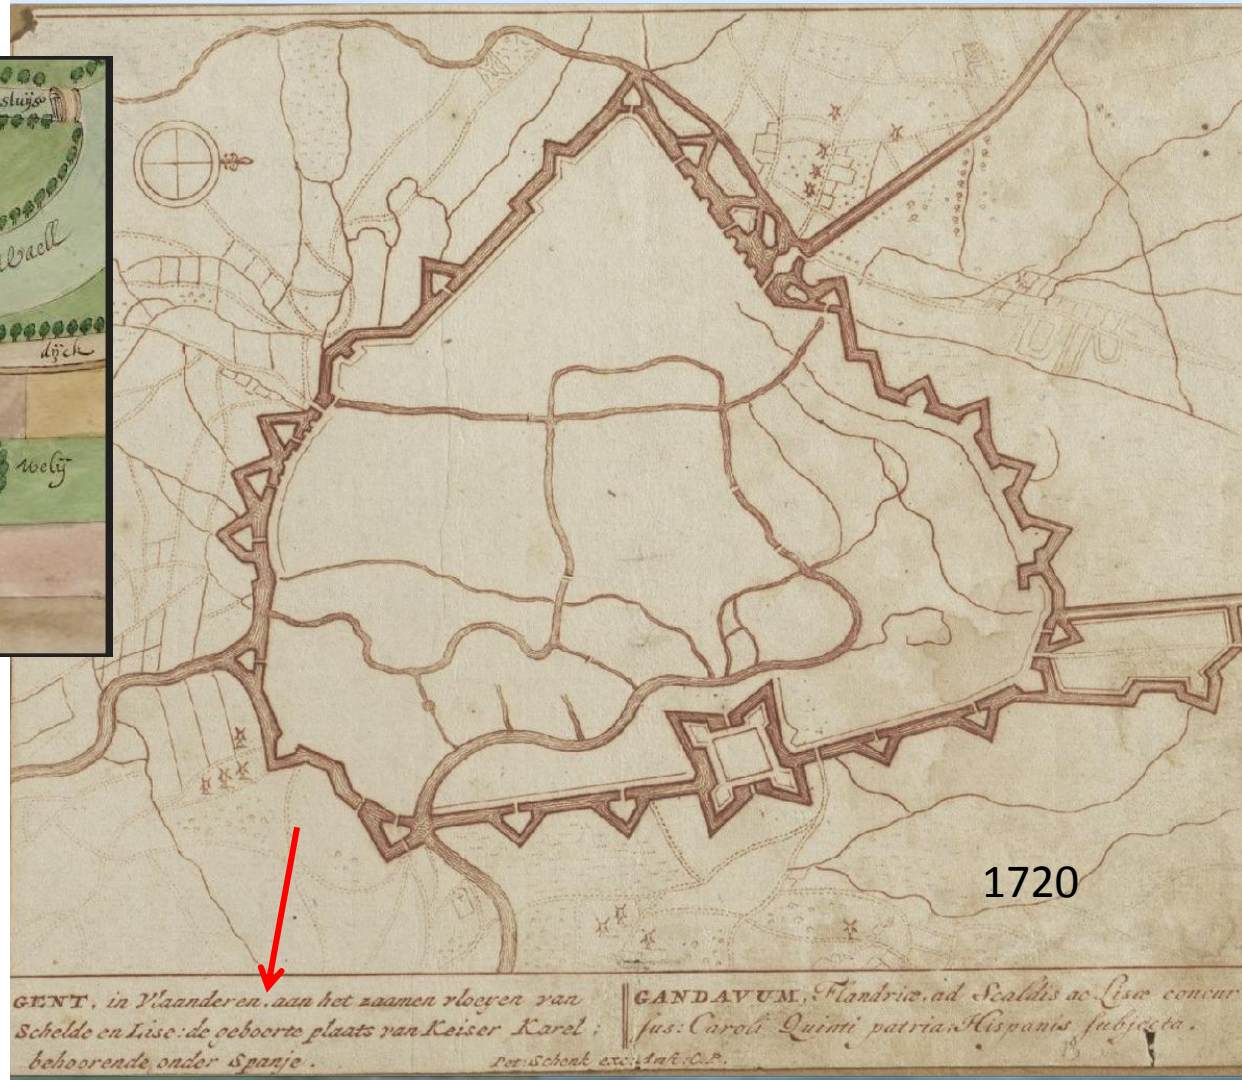 sluijs
dijck
welij
1720
GENT, in Vlaanderen, aan het zaamen vloeyen van
Schelde en Lise: de geboorte plaats van Keiser Karel;
behoorende onder Spanje.
GANDAVUM, Flandriæ, ad Scaldis ac Lisæ concur
sus: Caroli Quinti patria: Hispanis subjecta.
Pet: Schenk exc: Amst: C.P.